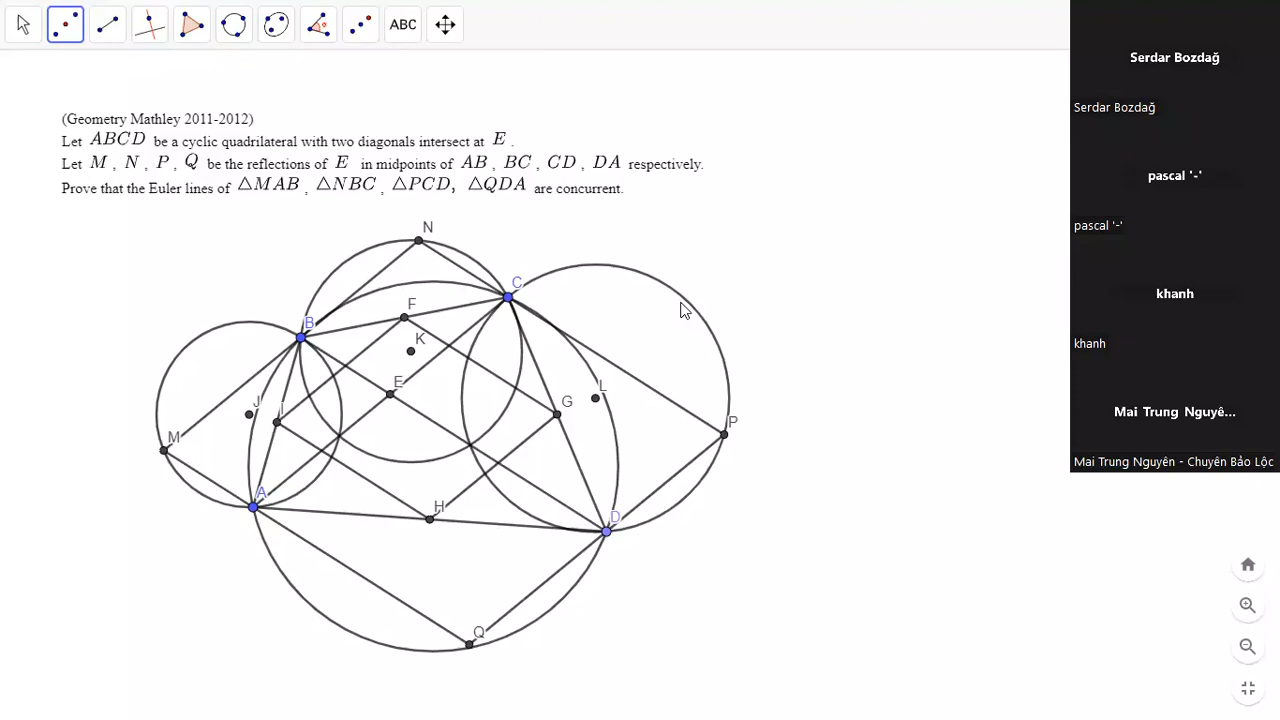 ABC
(Geometry Mathley 2011-2012)
Let ABCD be a cyclic quadrilateral with two diagonals intersect at E .
Let M , N , P , Q be the reflections of E in midpoints of AB , BC , CD , DA respectively.
Prove that the Euler lines of △MAB , △NBC , △PCD, △QDA are concurrent.
N
C
B
F
K
E
L
J
I
G
P
M
A
H
D
Q
Serdar Bozdağ
Serdar Bozdağ
pascal '-'
pascal '-'
khanh
khanh
Mai Trung Nguyê...
Mai Trung Nguyên - Chuyên Bảo Lộc